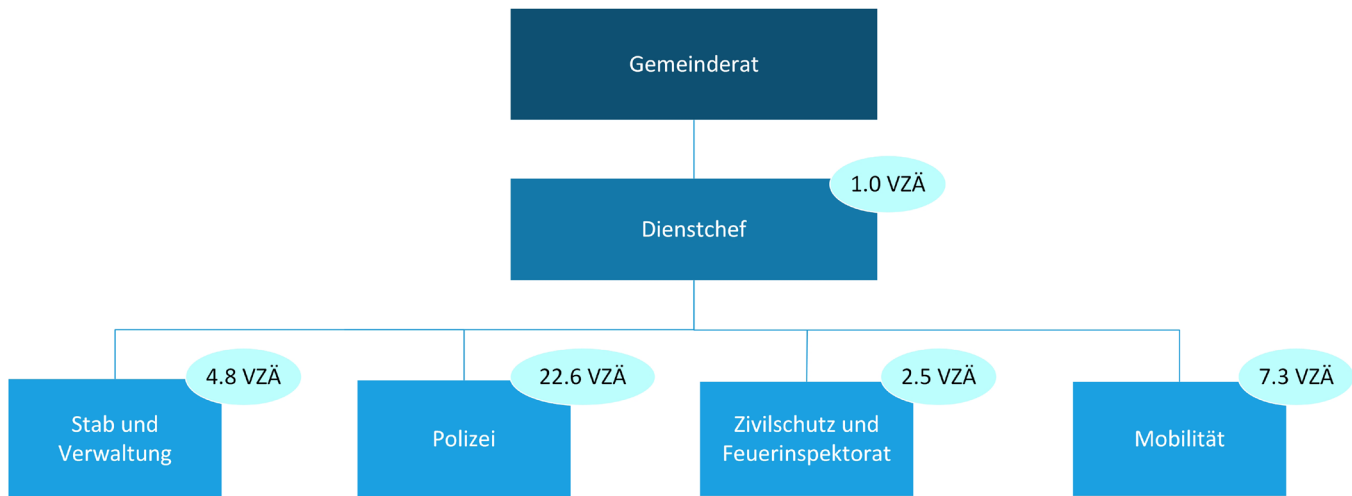 Gemeinderat
1.0 VZÄ
Dienstchef
4.8 VZÄ
Stab und
Verwaltung
22.6 VZÄ
Polizei
2.5 VZÄ
Zivilschutz und
Feuerinspektorat
7.3 VZÄ
Mobilität